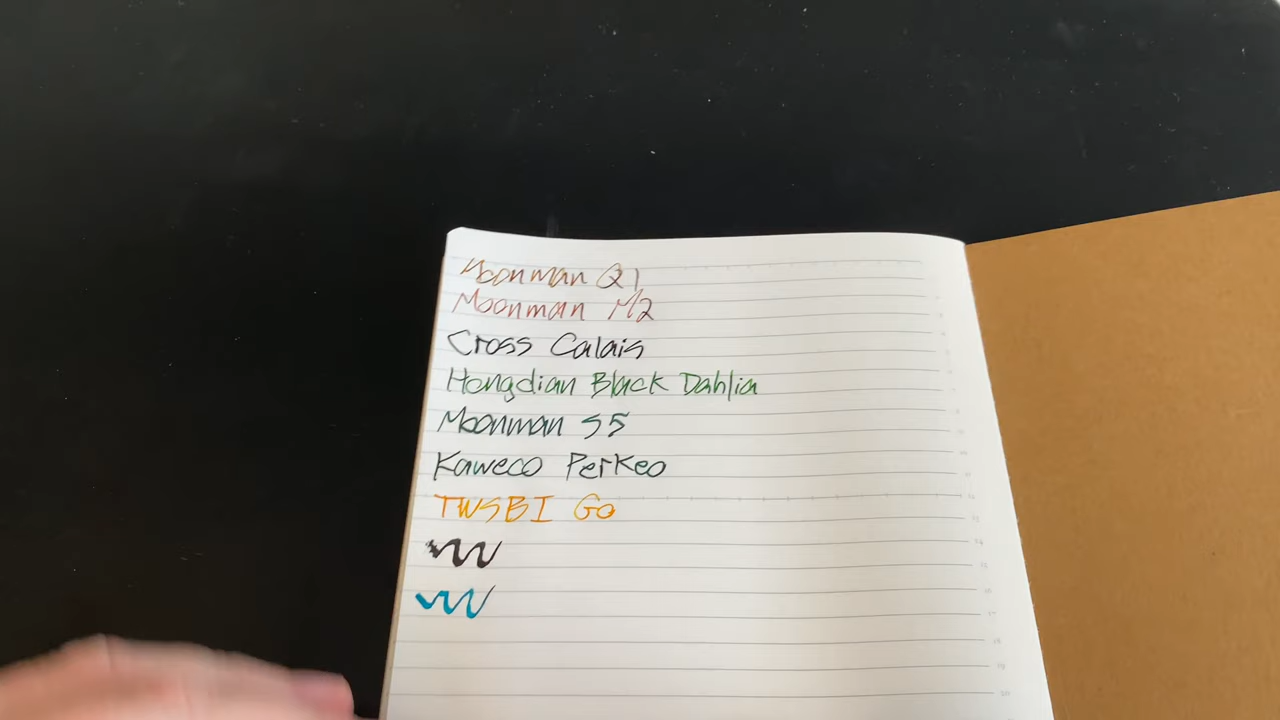 Moonman Q1
Moonman M2
Cross Calais
Hongdian Black Dahlia
Moonman S5
Kaweco Perkeo
TWSBI Go